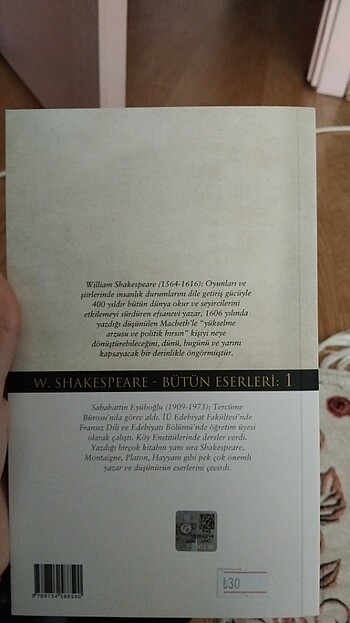 William Shakespeare (1564-1616): Oyunları ve
şiirlerinde insanlık durumlarını dile getiriş gücüyle
400 yıldır bütün dünya okur ve seyircilerini
etkilemeyi sürdüren efsanevi yazar, 1606 yılında
yazdığı düşünülen Macbeth'le "yükselme
arzusu ve politik hırsın" kişiyi neye
dönüştürebileceğini, dünü, bugünü ve yarını
kapsayacak bir derinlikle öngörmüştür.
W. SHAKESPEARE - BÜTÜN ESERLERİ: 1
Sabahattin Eyüboğlu (1909-1973): Tercüme
Bürosu'nda görev aldı. İÜ Edebiyat Fakültesi'nde
Fransız Dili ve Edebiyatı Bölümü'nde öğretim üyesi
olarak çalıştı. Köy Enstitülerinde dersler verdi.
Yazdığı birçok kitabın yanı sıra Shakespeare,
Montaigne, Platon, Hayyam gibi pek çok önemli
yazar ve düşünürün eserlerini çevirdi.
₺30